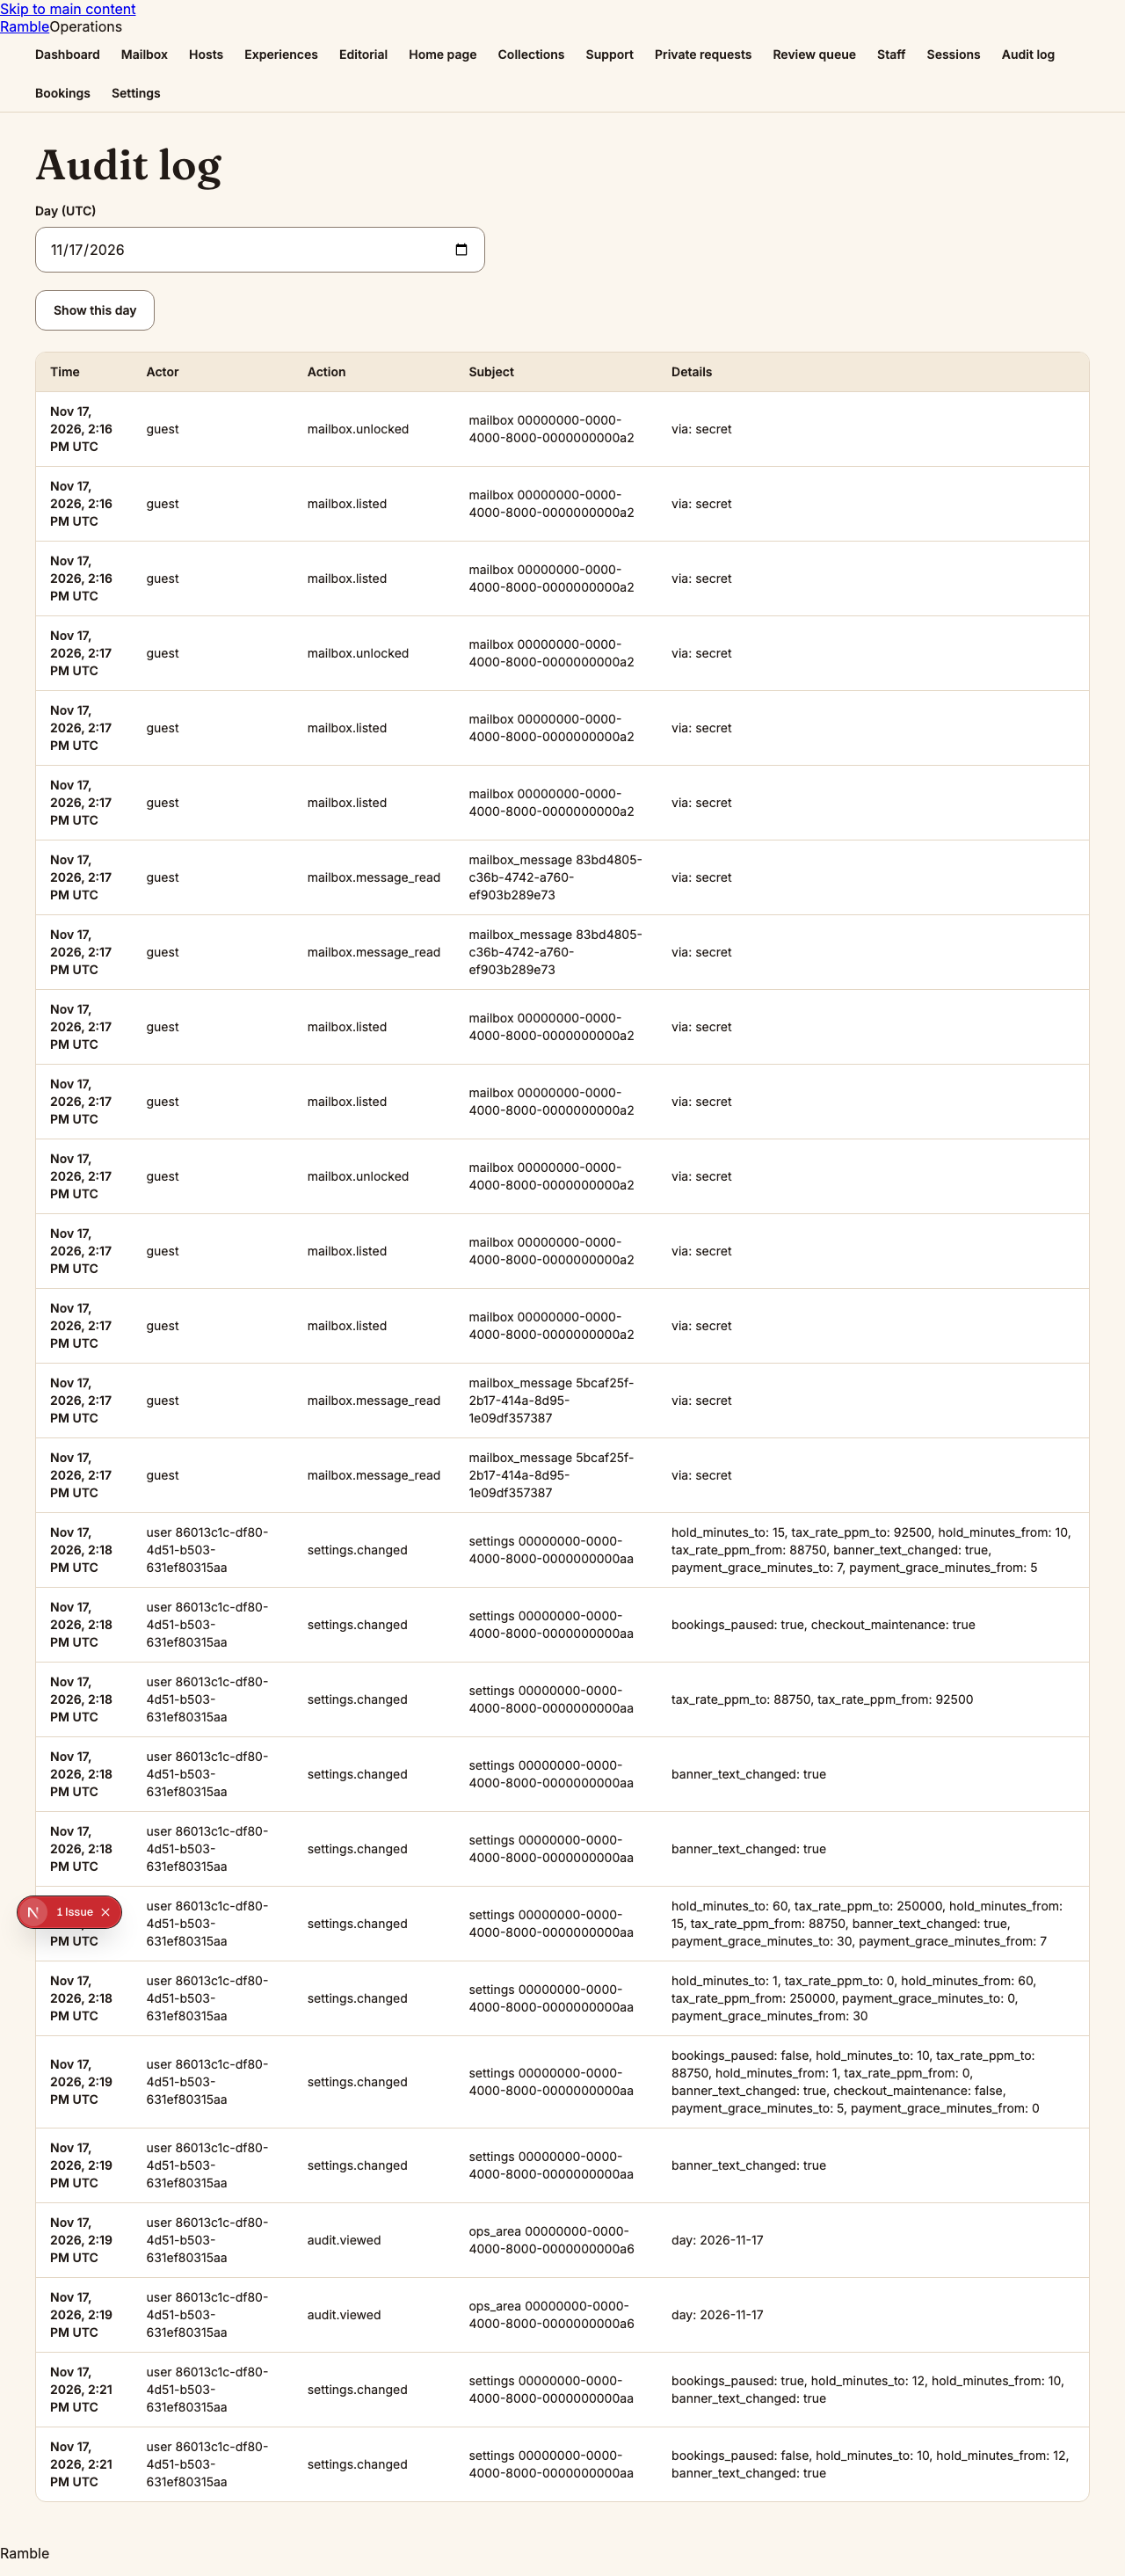 Skip to main content
RambleOperations
Dashboard Mailbox Hosts Experiences Editorial Home page Collections Support Private requests Review queue Staff Sessions Audit log
Bookings Settings
Audit log
Day (UTC)
11/17/2026
Show this day
Time Actor Action Subject Details
Nov 17,
2026, 2:16
PM UTC
guest
mailbox.unlocked
mailbox 00000000-0000-
4000-8000-0000000000a2
via: secret
Nov 17,
2026, 2:16
PM UTC
guest
mailbox.listed
mailbox 00000000-0000-
4000-8000-0000000000a2
via: secret
Nov 17,
2026, 2:16
PM UTC
guest
mailbox.listed
mailbox 00000000-0000-
4000-8000-0000000000a2
via: secret
Nov 17,
2026, 2:17
PM UTC
guest
mailbox.unlocked
mailbox 00000000-0000-
4000-8000-0000000000a2
via: secret
Nov 17,
2026, 2:17
PM UTC
guest
mailbox.listed
mailbox 00000000-0000-
4000-8000-0000000000a2
via: secret
Nov 17,
2026, 2:17
PM UTC
guest
mailbox.listed
mailbox 00000000-0000-
4000-8000-0000000000a2
via: secret
Nov 17,
2026, 2:17
PM UTC
guest
mailbox.message_read
mailbox_message 83bd4805-
c36b-4742-a760-
ef903b289e73
via: secret
Nov 17,
2026, 2:17
PM UTC
guest
mailbox.message_read
mailbox_message 83bd4805-
c36b-4742-a760-
ef903b289e73
via: secret
Nov 17,
2026, 2:17
PM UTC
guest
mailbox.listed
mailbox 00000000-0000-
4000-8000-0000000000a2
via: secret
Nov 17,
2026, 2:17
PM UTC
guest
mailbox.listed
mailbox 00000000-0000-
4000-8000-0000000000a2
via: secret
Nov 17,
2026, 2:17
PM UTC
guest
mailbox.unlocked
mailbox 00000000-0000-
4000-8000-0000000000a2
via: secret
Nov 17,
2026, 2:17
PM UTC
guest
mailbox.listed
mailbox 00000000-0000-
4000-8000-0000000000a2
via: secret
Nov 17,
2026, 2:17
PM UTC
guest
mailbox.listed
mailbox 00000000-0000-
4000-8000-0000000000a2
via: secret
Nov 17,
2026, 2:17
PM UTC
guest
mailbox.message_read
mailbox_message 5bcaf25f-
2b17-414a-8d95-
1e09df357387
via: secret
Nov 17,
2026, 2:17
PM UTC
guest
mailbox.message_read
mailbox_message 5bcaf25f-
2b17-414a-8d95-
1e09df357387
via: secret
Nov 17,
2026, 2:18
PM UTC
user 86013c1c-df80-
4d51-b503-
631ef80315aa
settings.changed
settings 00000000-0000-
4000-8000-0000000000aa
hold_minutes_to: 15, tax_rate_ppm_to: 92500, hold_minutes_from: 10,
tax_rate_ppm_from: 88750, banner_text_changed: true,
payment_grace_minutes_to: 7, payment_grace_minutes_from: 5
Nov 17,
2026, 2:18
PM UTC
user 86013c1c-df80-
4d51-b503-
631ef80315aa
settings.changed
settings 00000000-0000-
4000-8000-0000000000aa
bookings_paused: true, checkout_maintenance: true
Nov 17,
2026, 2:18
PM UTC
user 86013c1c-df80-
4d51-b503-
631ef80315aa
settings.changed
settings 00000000-0000-
4000-8000-0000000000aa
tax_rate_ppm_to: 88750, tax_rate_ppm_from: 92500
Nov 17,
2026, 2:18
PM UTC
user 86013c1c-df80-
4d51-b503-
631ef80315aa
settings.changed
settings 00000000-0000-
4000-8000-0000000000aa
banner_text_changed: true
Nov 17,
2026, 2:18
PM UTC
user 86013c1c-df80-
4d51-b503-
631ef80315aa
settings.changed
settings 00000000-0000-
4000-8000-0000000000aa
banner_text_changed: true
1 Issue
PM UTC
user 86013c1c-df80-
4d51-b503-
631ef80315aa
settings.changed
settings 00000000-0000-
4000-8000-0000000000aa
hold_minutes_to: 60, tax_rate_ppm_to: 250000, hold_minutes_from:
15, tax_rate_ppm_from: 88750, banner_text_changed: true,
payment_grace_minutes_to: 30, payment_grace_minutes_from: 7
Nov 17,
2026, 2:18
PM UTC
user 86013c1c-df80-
4d51-b503-
631ef80315aa
settings.changed
settings 00000000-0000-
4000-8000-0000000000aa
hold_minutes_to: 1, tax_rate_ppm_to: 0, hold_minutes_from: 60,
tax_rate_ppm_from: 250000, payment_grace_minutes_to: 0,
payment_grace_minutes_from: 30
Nov 17,
2026, 2:19
PM UTC
user 86013c1c-df80-
4d51-b503-
631ef80315aa
settings.changed
settings 00000000-0000-
4000-8000-0000000000aa
bookings_paused: false, hold_minutes_to: 10, tax_rate_ppm_to:
88750, hold_minutes_from: 1, tax_rate_ppm_from: 0,
banner_text_changed: true, checkout_maintenance: false,
payment_grace_minutes_to: 5, payment_grace_minutes_from: 0
Nov 17,
2026, 2:19
PM UTC
user 86013c1c-df80-
4d51-b503-
631ef80315aa
settings.changed
settings 00000000-0000-
4000-8000-0000000000aa
banner_text_changed: true
Nov 17,
2026, 2:19
PM UTC
user 86013c1c-df80-
4d51-b503-
631ef80315aa
audit.viewed
ops_area 00000000-0000-
4000-8000-0000000000a6
day: 2026-11-17
Nov 17,
2026, 2:19
PM UTC
user 86013c1c-df80-
4d51-b503-
631ef80315aa
audit.viewed
ops_area 00000000-0000-
4000-8000-0000000000a6
day: 2026-11-17
Nov 17,
2026, 2:21
PM UTC
user 86013c1c-df80-
4d51-b503-
631ef80315aa
settings.changed
settings 00000000-0000-
4000-8000-0000000000aa
bookings_paused: true, hold_minutes_to: 12, hold_minutes_from: 10,
banner_text_changed: true
Nov 17,
2026, 2:21
PM UTC
user 86013c1c-df80-
4d51-b503-
631ef80315aa
settings.changed
settings 00000000-0000-
4000-8000-0000000000aa
bookings_paused: false, hold_minutes_to: 10, hold_minutes_from: 12,
banner_text_changed: true
Ramble